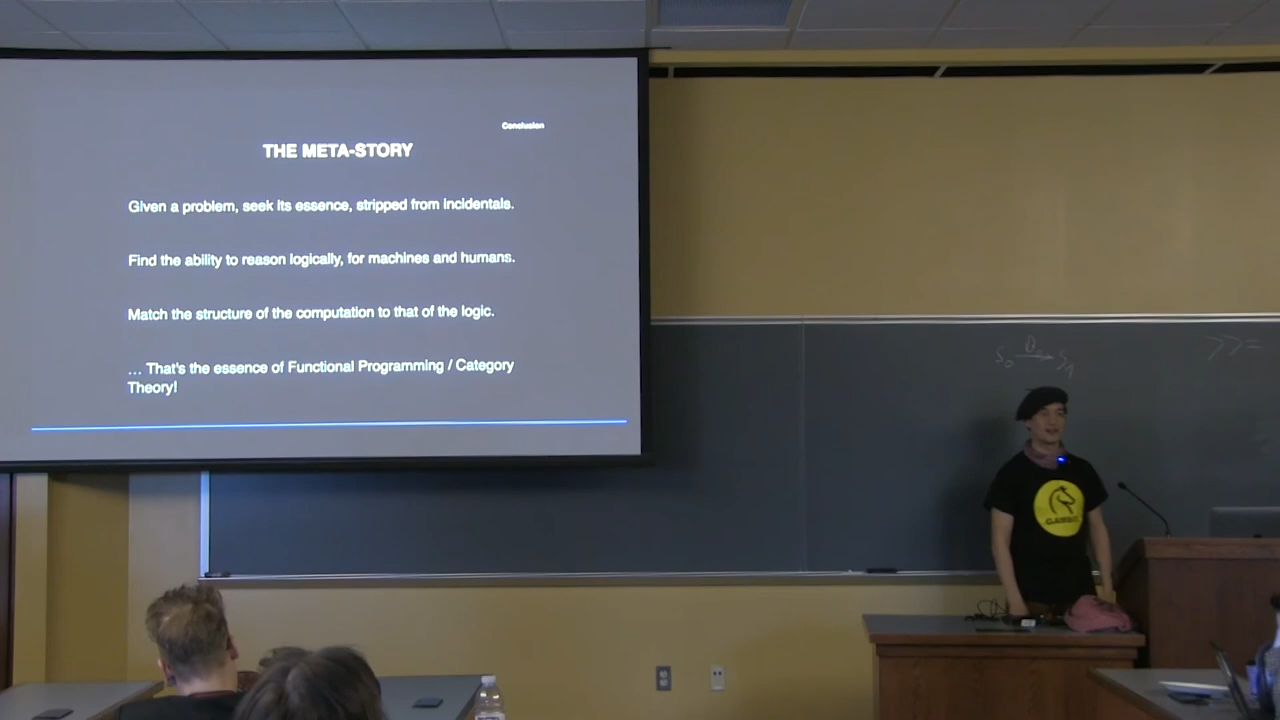 Conclusion
THE META-STORY
Given a problem, seek its essence, stripped from incidentals.
Find the ability to reason logically, for machines and humans.
Match the structure of the computation to that of the logic.
… That's the essence of Functional Programming / Category
Theory!
S₀ → S₁
>>=
GAMBIT